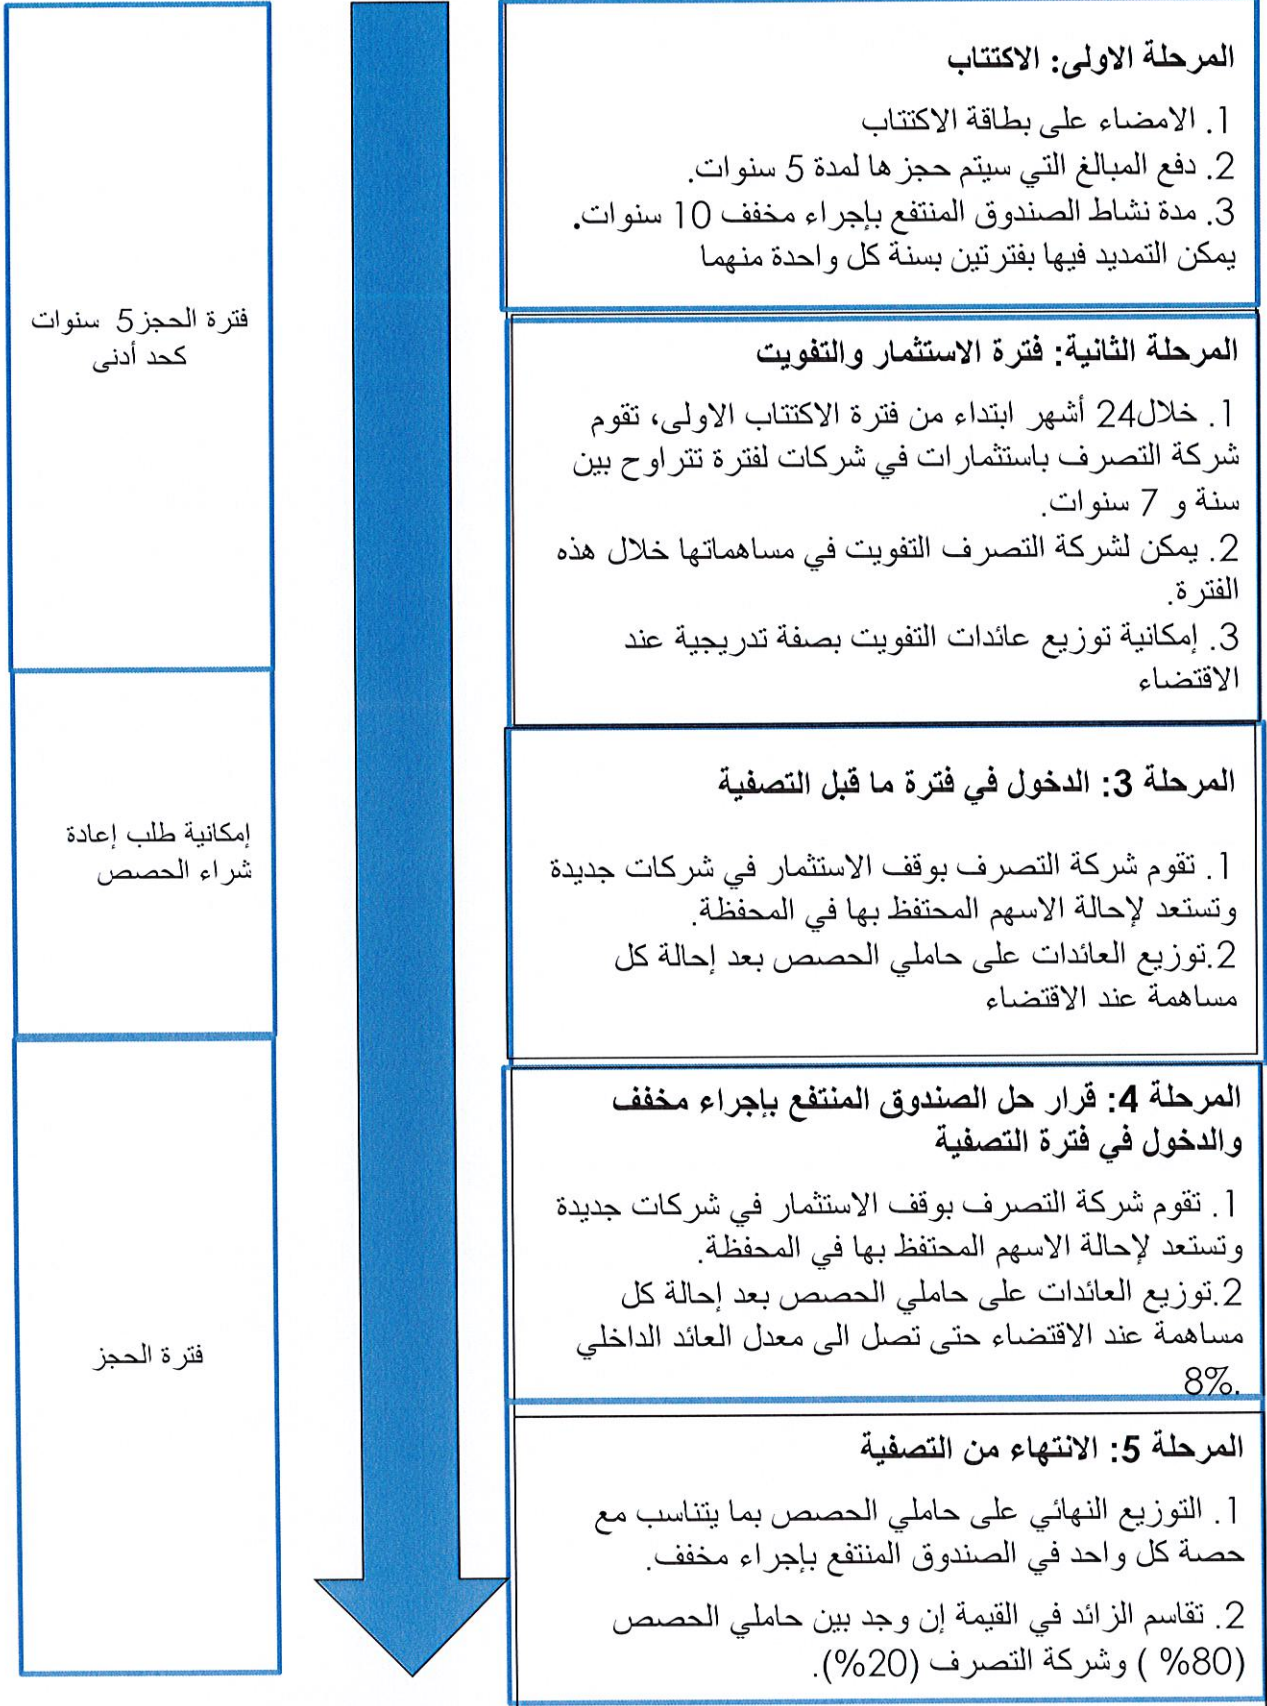 المرحلة الاولى: الاكتتاب
1. الامضاء على بطاقة الاكتتاب
2. دفع المبالغ التي سيتم حجزها لمدة 5 سنوات.
3. مدة نشاط الصندوق المنتفع بإجراء مخفف 10 سنوات.
يمكن التمديد فيها بفترتين بسنة كل واحدة منهما
المرحلة الثانية: فترة الاستثمار والتفويت
1. خلال24 أشهر ابتداء من فترة الاكتتاب الاولى، تقوم
شركة التصرف باستثمارات في شركات لفترة تتراوح بين
سنة و 7 سنوات.
2. يمكن لشركة التصرف التفويت في مساهماتها خلال هذه
الفترة.
3. إمكانية توزيع عائدات التفويت بصفة تدريجية عند
الاقتضاء
المرحلة 3: الدخول في فترة ما قبل التصفية
1. تقوم شركة التصرف بوقف الاستثمار في شركات جديدة
وتستعد لإحالة الاسهم المحتفظ بها في المحفظة.
2.توزيع العائدات على حاملي الحصص بعد إحالة كل
مساهمة عند الاقتضاء
المرحلة 4: قرار حل الصندوق المنتفع بإجراء مخفف
والدخول في فترة التصفية
1. تقوم شركة التصرف بوقف الاستثمار في شركات جديدة
وتستعد لإحالة الاسهم المحتفظ بها في المحفظة.
2.توزيع العائدات على حاملي الحصص بعد إحالة كل
مساهمة عند الاقتضاء حتى تصل الى معدل العائد الداخلي
8%.
المرحلة 5: الانتهاء من التصفية
1. التوزيع النهائي على حاملي الحصص بما يتناسب مع
حصة كل واحد في الصندوق المنتفع بإجراء مخفف.
2. تقاسم الزائد في القيمة إن وجد بين حاملي الحصص
(80% ) وشركة التصرف (20%).
فترة الحجز5 سنوات
كحد أدنى
إمكانية طلب إعادة
شراء الحصص
فترة الحجز